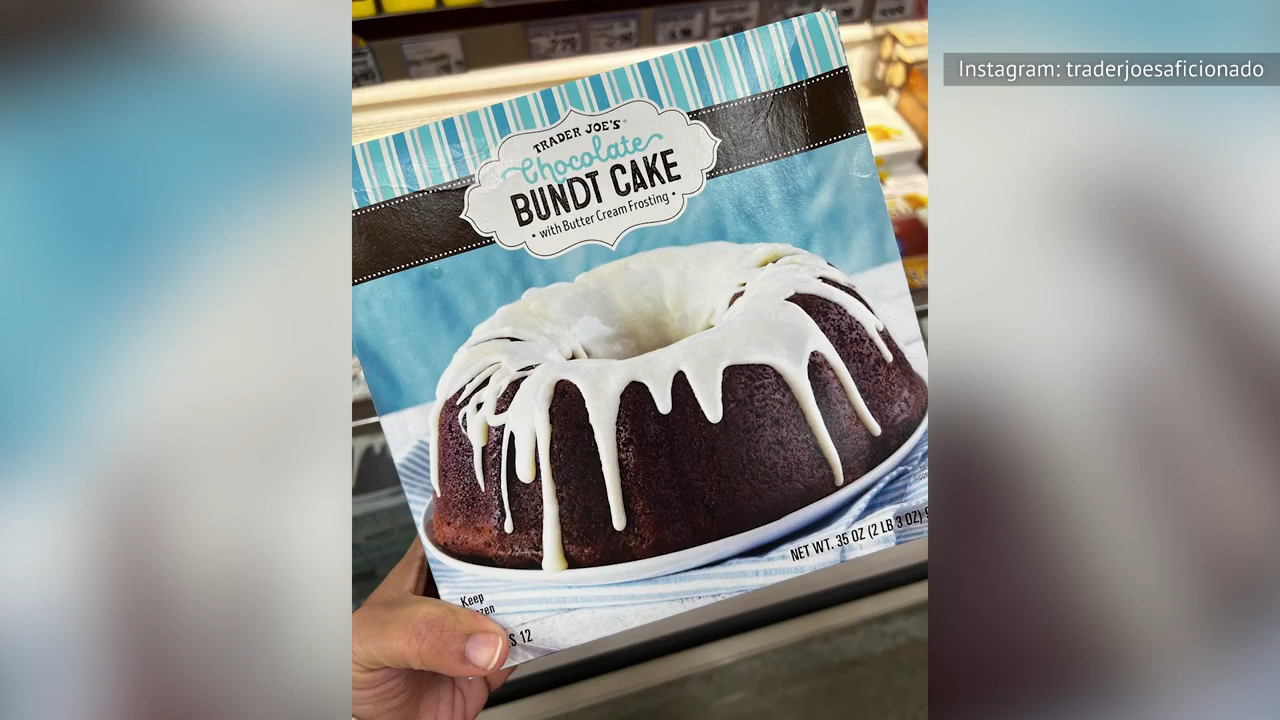 Instagram: traderjoesaficionado
TRADER JOE'S®
Chocolate
BUNDT CAKE
• with Butter Cream Frosting •
NET WT. 35 OZ (2 LB 3 OZ)
Keep
zen
S 12